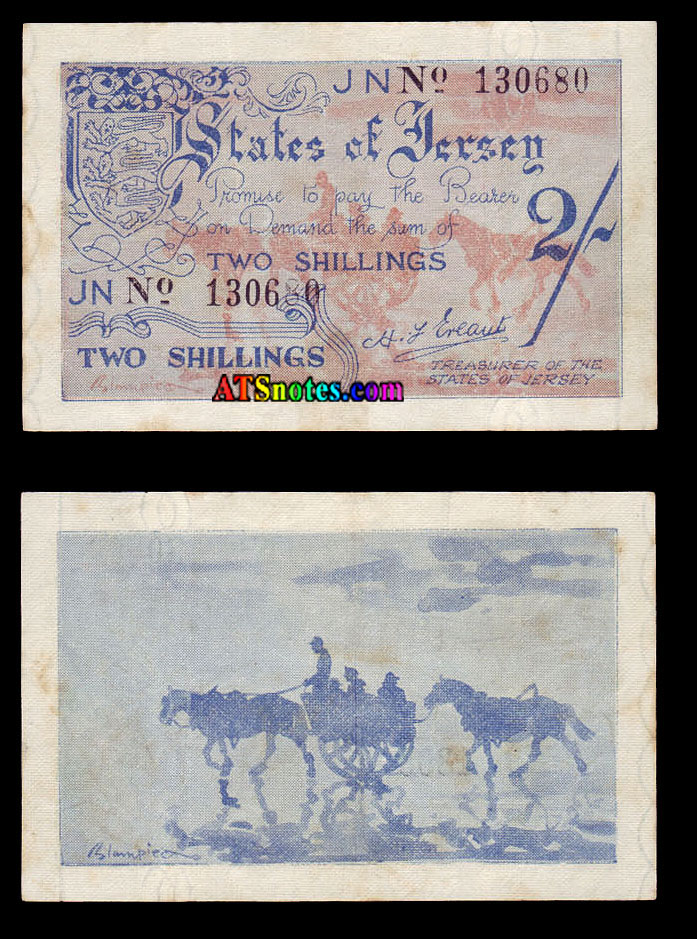 JN Nº 130680
States of Jersey
Promise to pay the Bearer
on Demand the sum of
2/-
TWO SHILLINGS
JN Nº 130680
TWO SHILLINGS
H. F. Ereaut
TREASURER OF THE
STATES OF JERSEY
Blampied
ATSnotes.com
Blampied